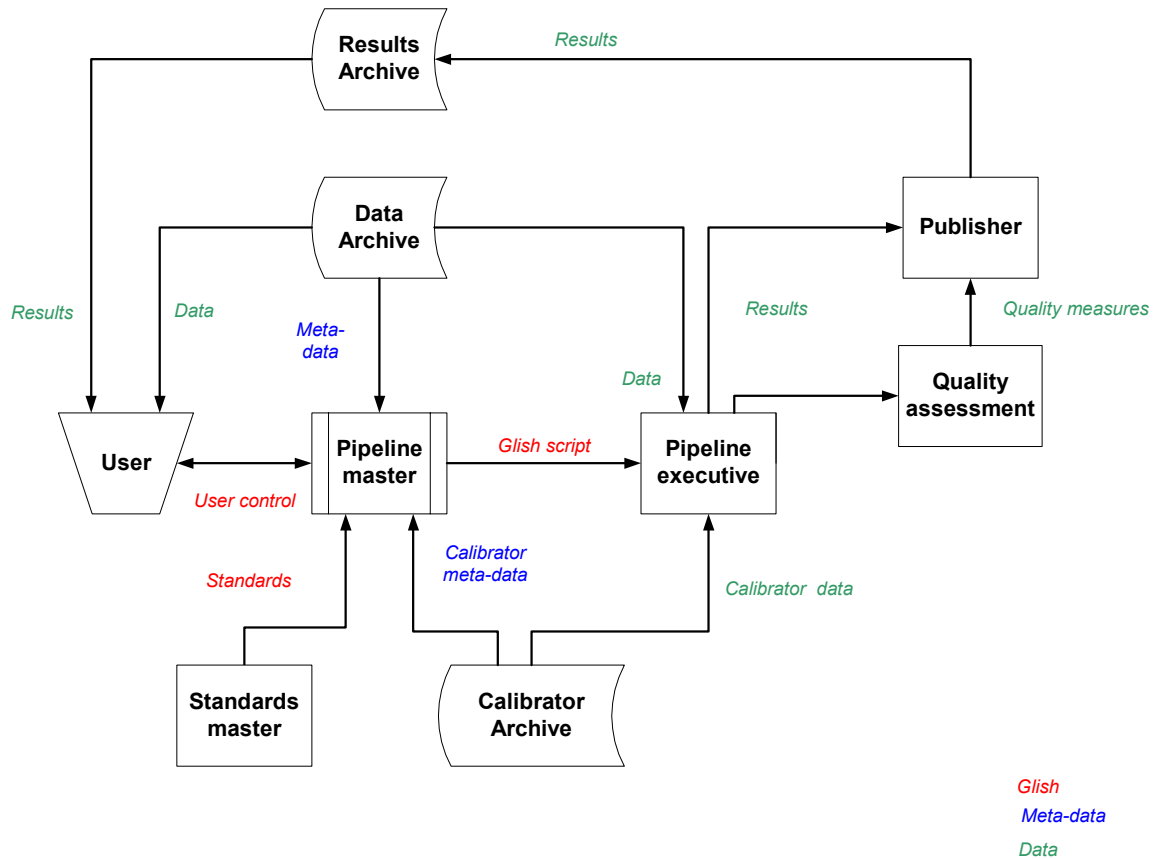 Results
Archive
Results
Data
Archive
Publisher
Results
Data
Meta-
data
Results
Quality measures
Data
Quality
assessment
User
Pipeline
master
Glish script
Pipeline
executive
User control
Standards
Calibrator
meta-data
Calibrator data
Standards
master
Calibrator
Archive
Glish
Meta-data
Data